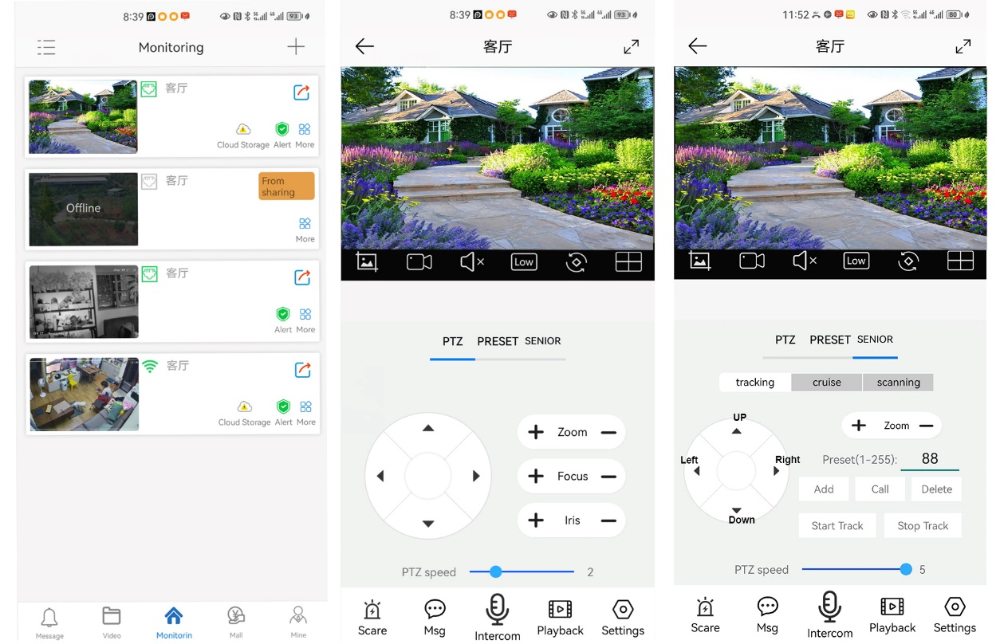 8:39
93
Monitoring
客厅
Cloud Storage Alert More
客厅
From
sharing
Offline
More
客厅
Alert More
客厅
Cloud Storage Alert More
Message Video Monitorin Mall Mine
8:39
93
客厅
Low
PTZ PRESET SENIOR
Zoom
Focus
Iris
PTZ speed 2
Scare Msg Intercom Playback Settings
11:52
80
客厅
Low
PTZ PRESET SENIOR
tracking cruise scanning
UP
Zoom
Left Right
Preset(1-255): 88
Add Call Delete
Down
Start Track Stop Track
PTZ speed 5
Scare Msg Intercom Playback Settings